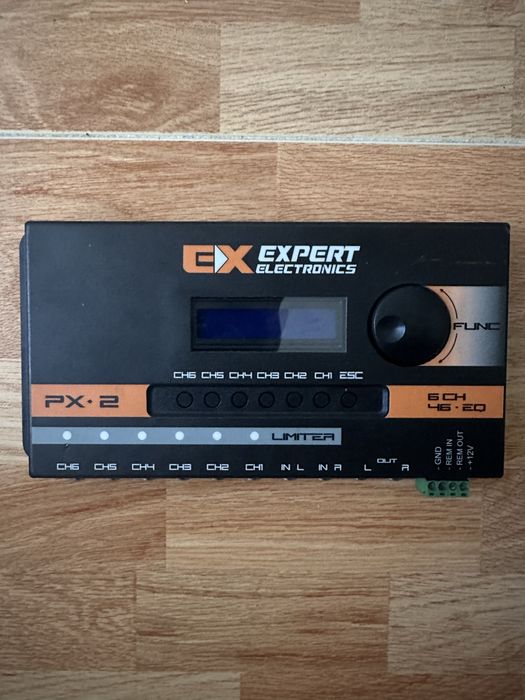 EX EXPERT
ELECTRONICS
FUNC
CH6 CH5 CH4 CH3 CH2 CH1 ESC
PX·2
6 CH
46·EQ
LIMITER
CH6 CH5 CH4 CH3 CH2 CH1 IN L IN R L OUT R
- GND
- REM IN
- REM OUT
- +12V